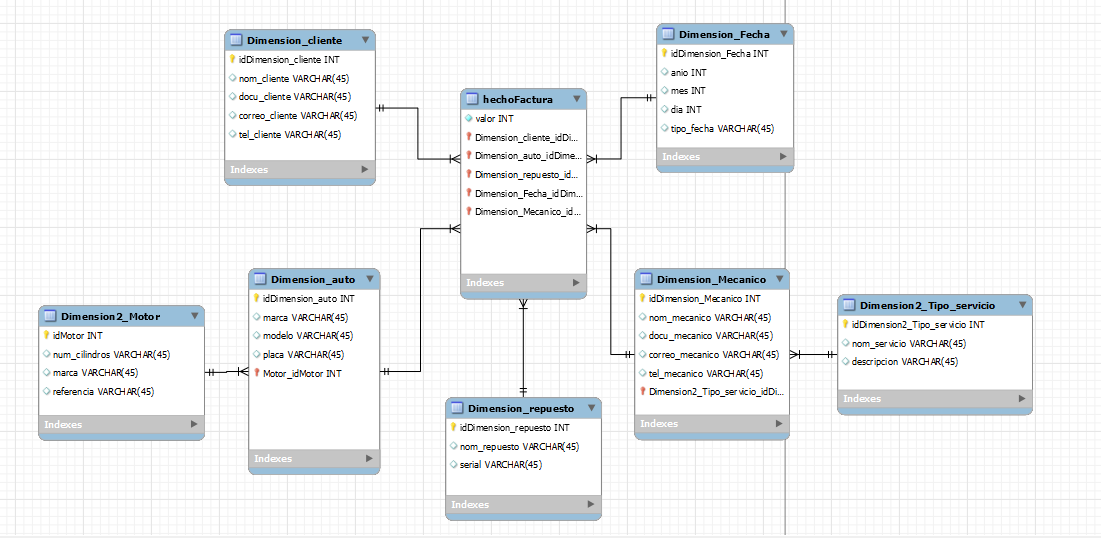 Dimension_cliente
idDimension_cliente INT
nom_cliente VARCHAR(45)
docu_cliente VARCHAR(45)
correo_cliente VARCHAR(45)
tel_cliente VARCHAR(45)
Indexes
hechoFactura
valor INT
Dimension_cliente_idDi...
Dimension_auto_idDime...
Dimension_repuesto_id...
Dimension_Fecha_idDim...
Dimension_Mecanico_id...
Indexes
Dimension_Fecha
idDimension_Fecha INT
anio INT
mes INT
dia INT
tipo_fecha VARCHAR(45)
Indexes
Dimension2_Motor
idMotor INT
num_cilindros VARCHAR(45)
marca VARCHAR(45)
referencia VARCHAR(45)
Indexes
Dimension_auto
idDimension_auto INT
marca VARCHAR(45)
modelo VARCHAR(45)
placa VARCHAR(45)
Motor_idMotor INT
Indexes
Dimension_repuesto
idDimension_repuesto INT
nom_repuesto VARCHAR(45)
serial VARCHAR(45)
Indexes
Dimension_Mecanico
idDimension_Mecanico INT
nom_mecanico VARCHAR(45)
docu_mecanico VARCHAR(45)
correo_mecanico VARCHAR(45)
tel_mecanico VARCHAR(45)
Dimension2_Tipo_servicio_idDi...
Indexes
Dimension2_Tipo_servicio
idDimension2_Tipo_servicio INT
nom_servicio VARCHAR(45)
descripcion VARCHAR(45)
Indexes